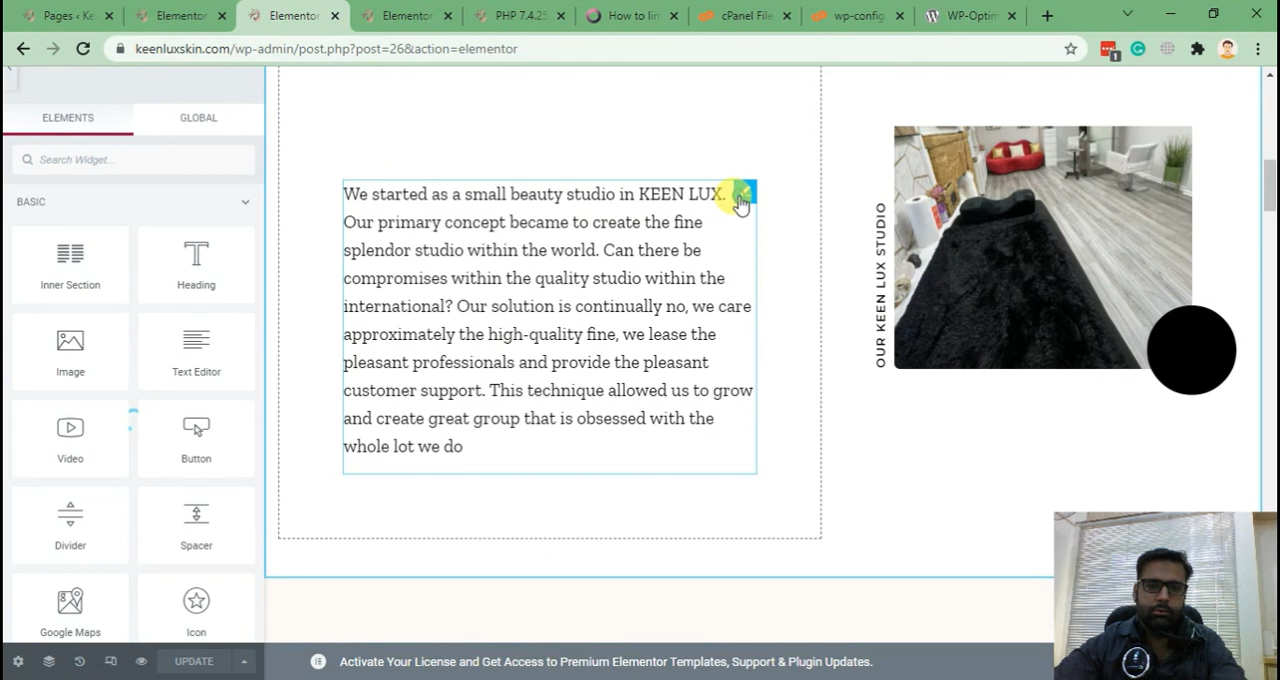 Pages ‹ Ke
Elementor
Elementor
Elementor
PHP 7.4.25
How to lin
cPanel File
wp-config.
WP-Optim
keenluxskin.com/wp-admin/post.php?post=26&action=elementor
1
ELEMENTS
GLOBAL
Search Widget...
BASIC
Inner Section
Heading
Image
Text Editor
Video
Button
Divider
Spacer
Google Maps
Icon
UPDATE
We started as a small beauty studio in KEEN LUX.
Our primary concept became to create the fine
splendor studio within the world. Can there be
compromises within the quality studio within the
international? Our solution is continually no, we care
approximately the high-quality fine, we lease the
pleasant professionals and provide the pleasant
customer support. This technique allowed us to grow
and create great group that is obsessed with the
whole lot we do
OUR KEEN LUX STUDIO
Activate Your License and Get Access to Premium Elementor Templates, Support & Plugin Updates.